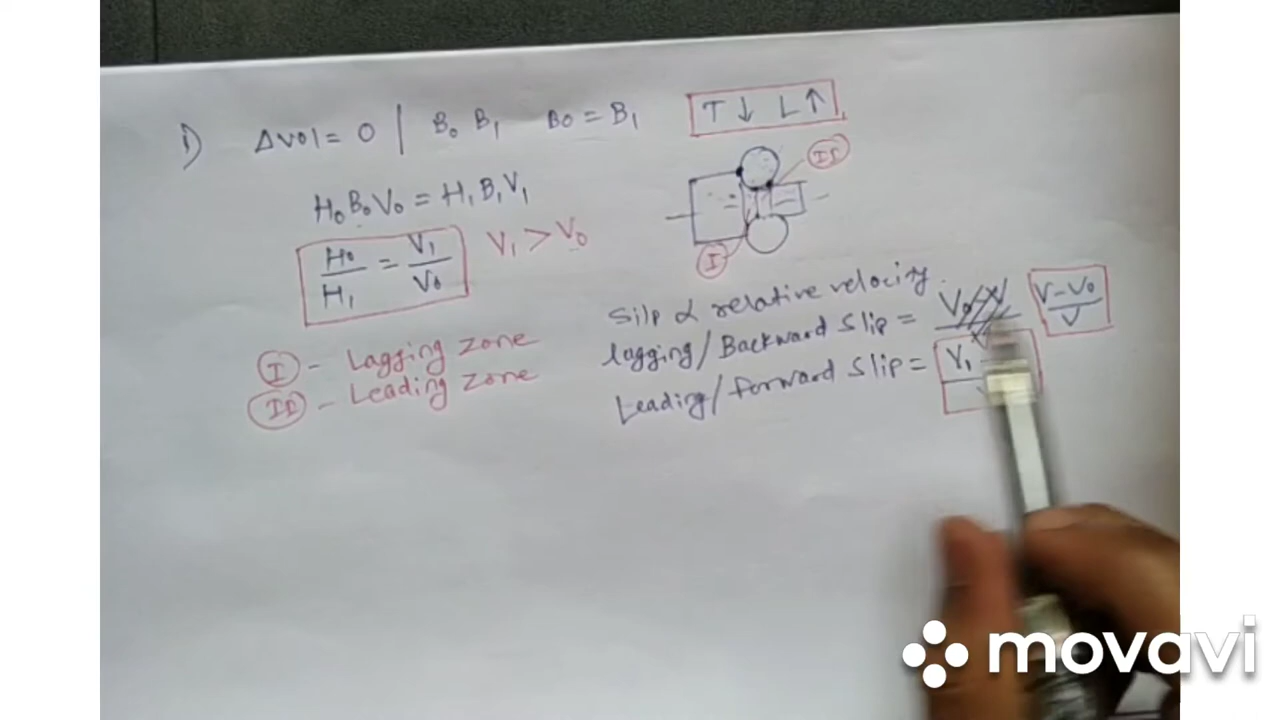 1) ΔVol = 0 | B₀ B₁ B0 = B₁
T ↓ L ↑
H₀B₀V₀ = H₁B₁V₁
H₀/H₁ = V₁/V₀ V₁ > V₀
II
I
I - Lagging zone
II - Leading zone
Silp α relative velocity.
lagging/Backward slip = V-V₀/V
Leading/forward slip = V₁
movavi